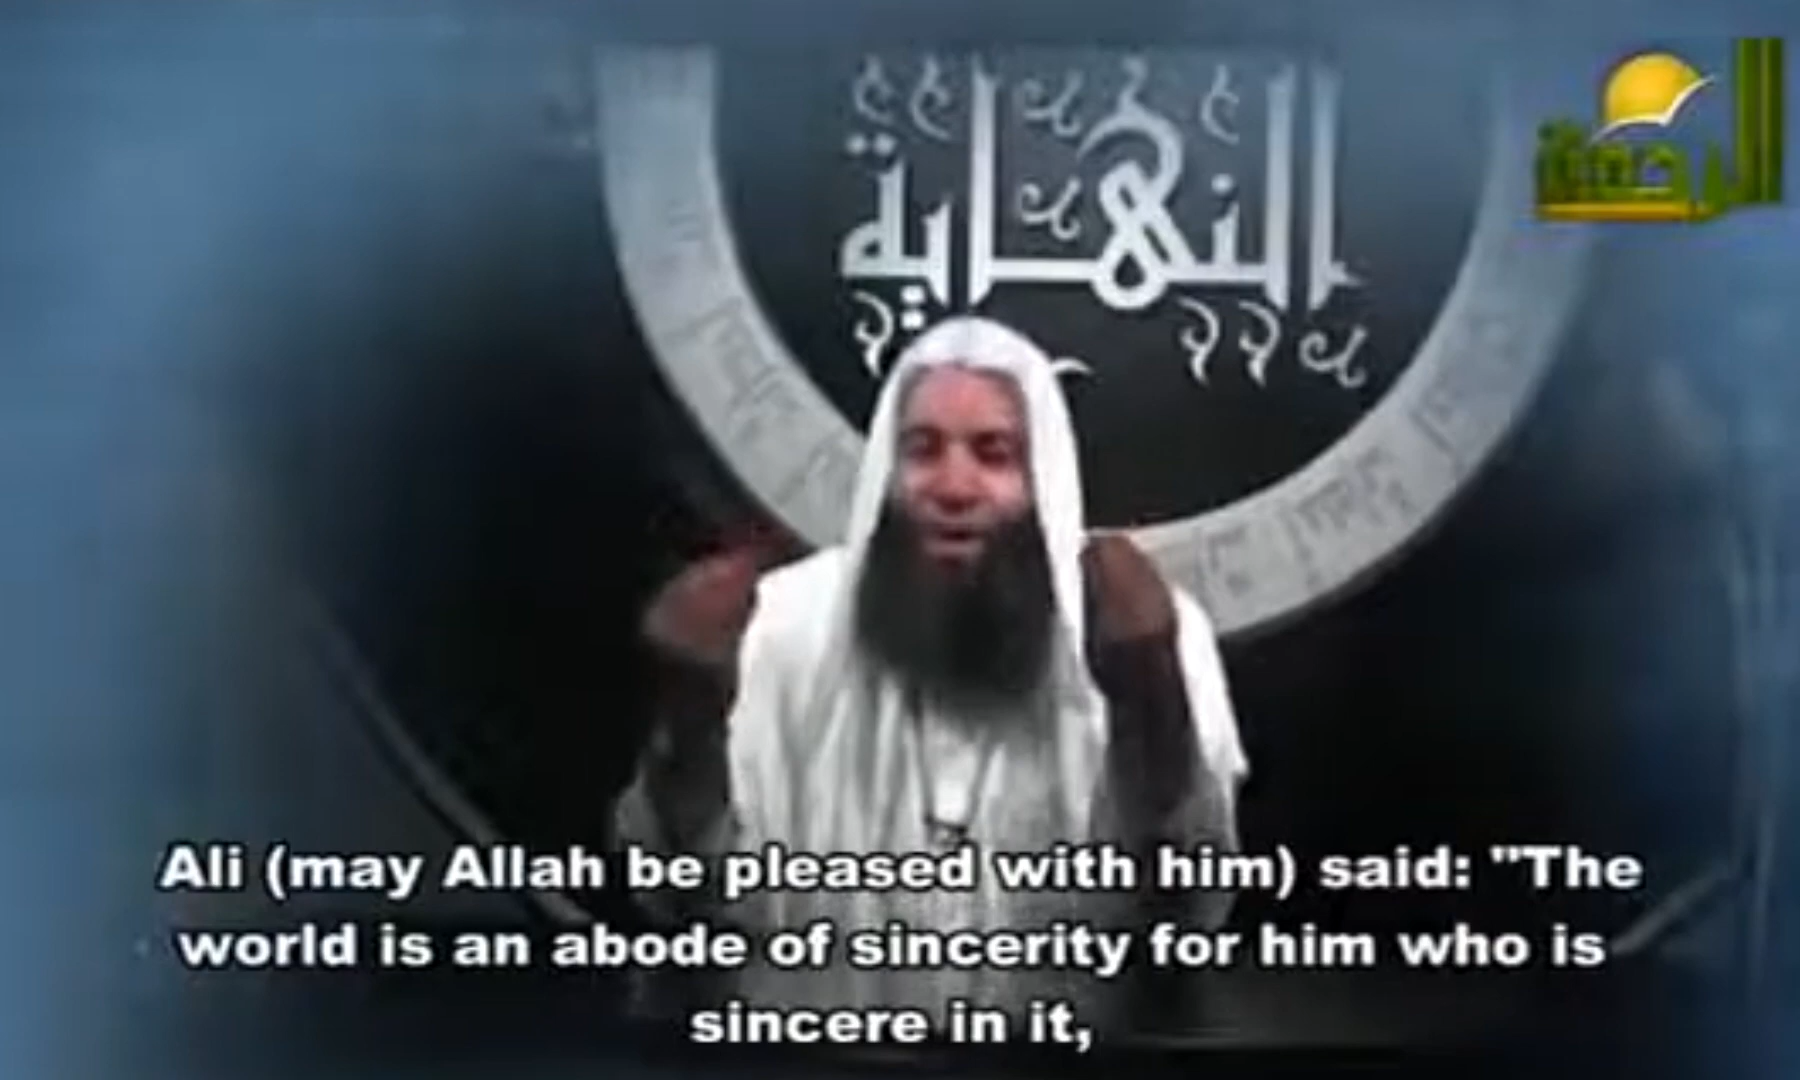 النهاية
الرحمة
Ali (may Allah be pleased with him) said: "The
world is an abode of sincerity for him who is
sincere in it,